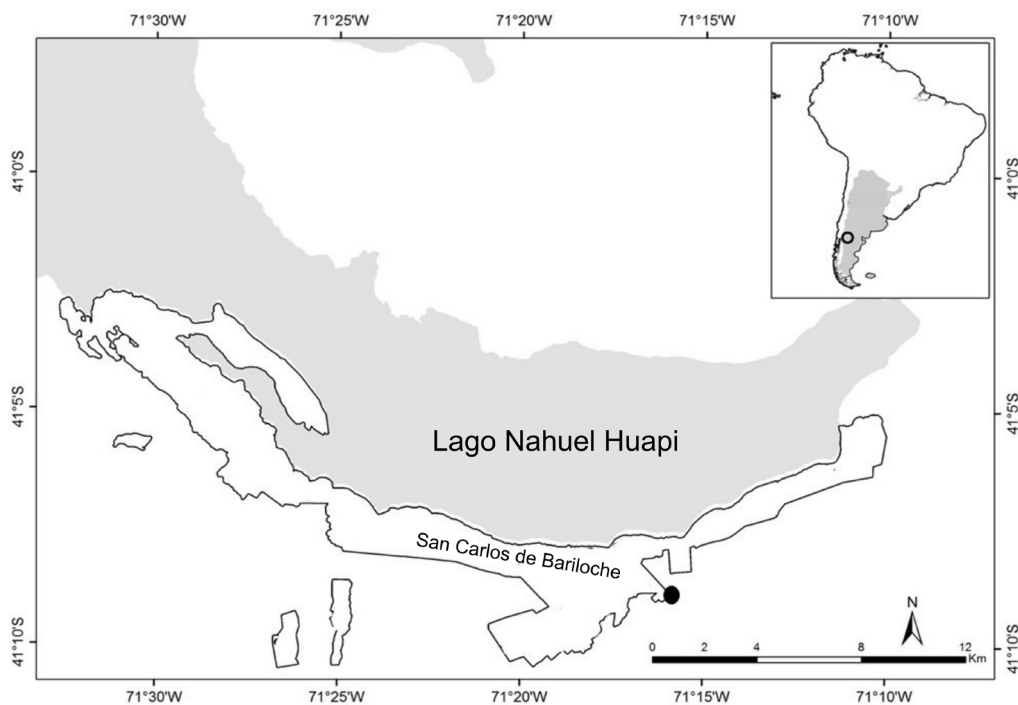 71°30'W 71°25'W 71°20'W 71°15'W 71°10'W
41°0'S 41°0'S
41°5'S 41°5'S
Lago Nahuel Huapi
San Carlos de Bariloche
N
41°10'S 41°10'S
0 2 4 8 12
Km
71°30'W 71°25'W 71°20'W 71°15'W 71°10'W